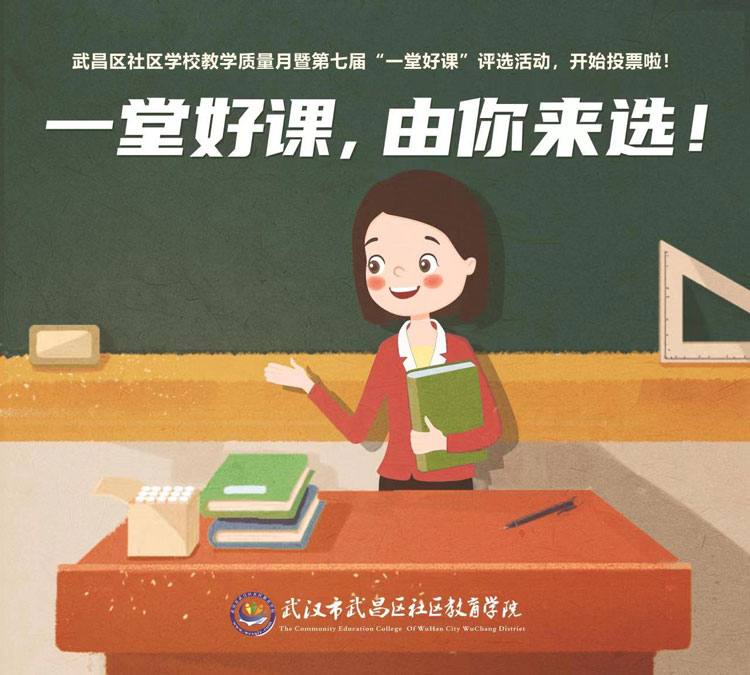 武昌区社区学校教学质量月暨第七届“一堂好课”评选活动，开始投票啦！
一堂好课，由你来选！
武汉市武昌区社区教育学院
The Community Education College Of WuHan City WuChang District